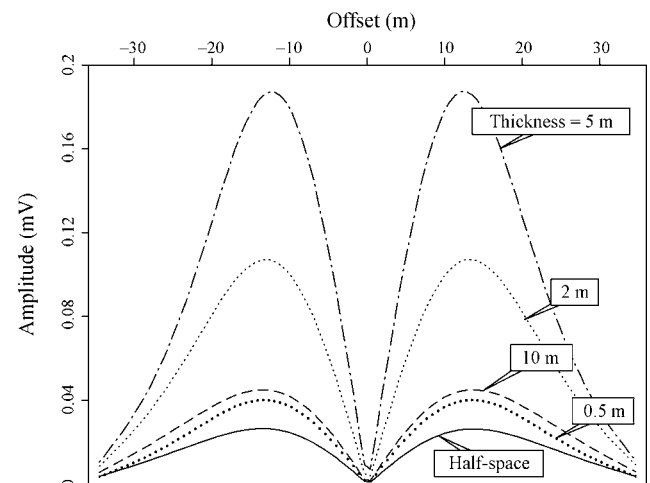 Offset (m)
−30 −20 −10 0 10 20 30
0.2
0.16
0.12
0.08
0.04
0
Amplitude (mV)
Thickness = 5 m
2 m
10 m
0.5 m
Half-space